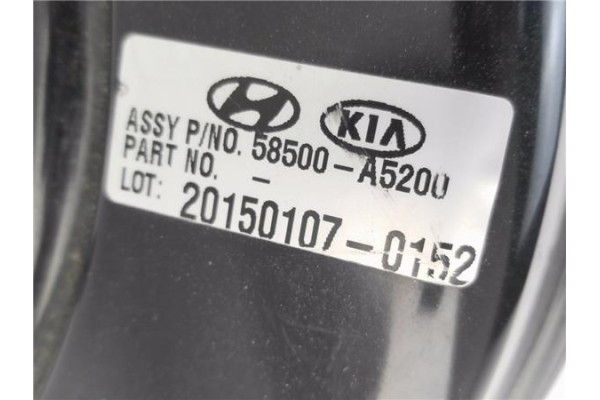 KIA
ASSY P/NO. 58500-A5200
PART NO. -
LOT: 20150107-0152